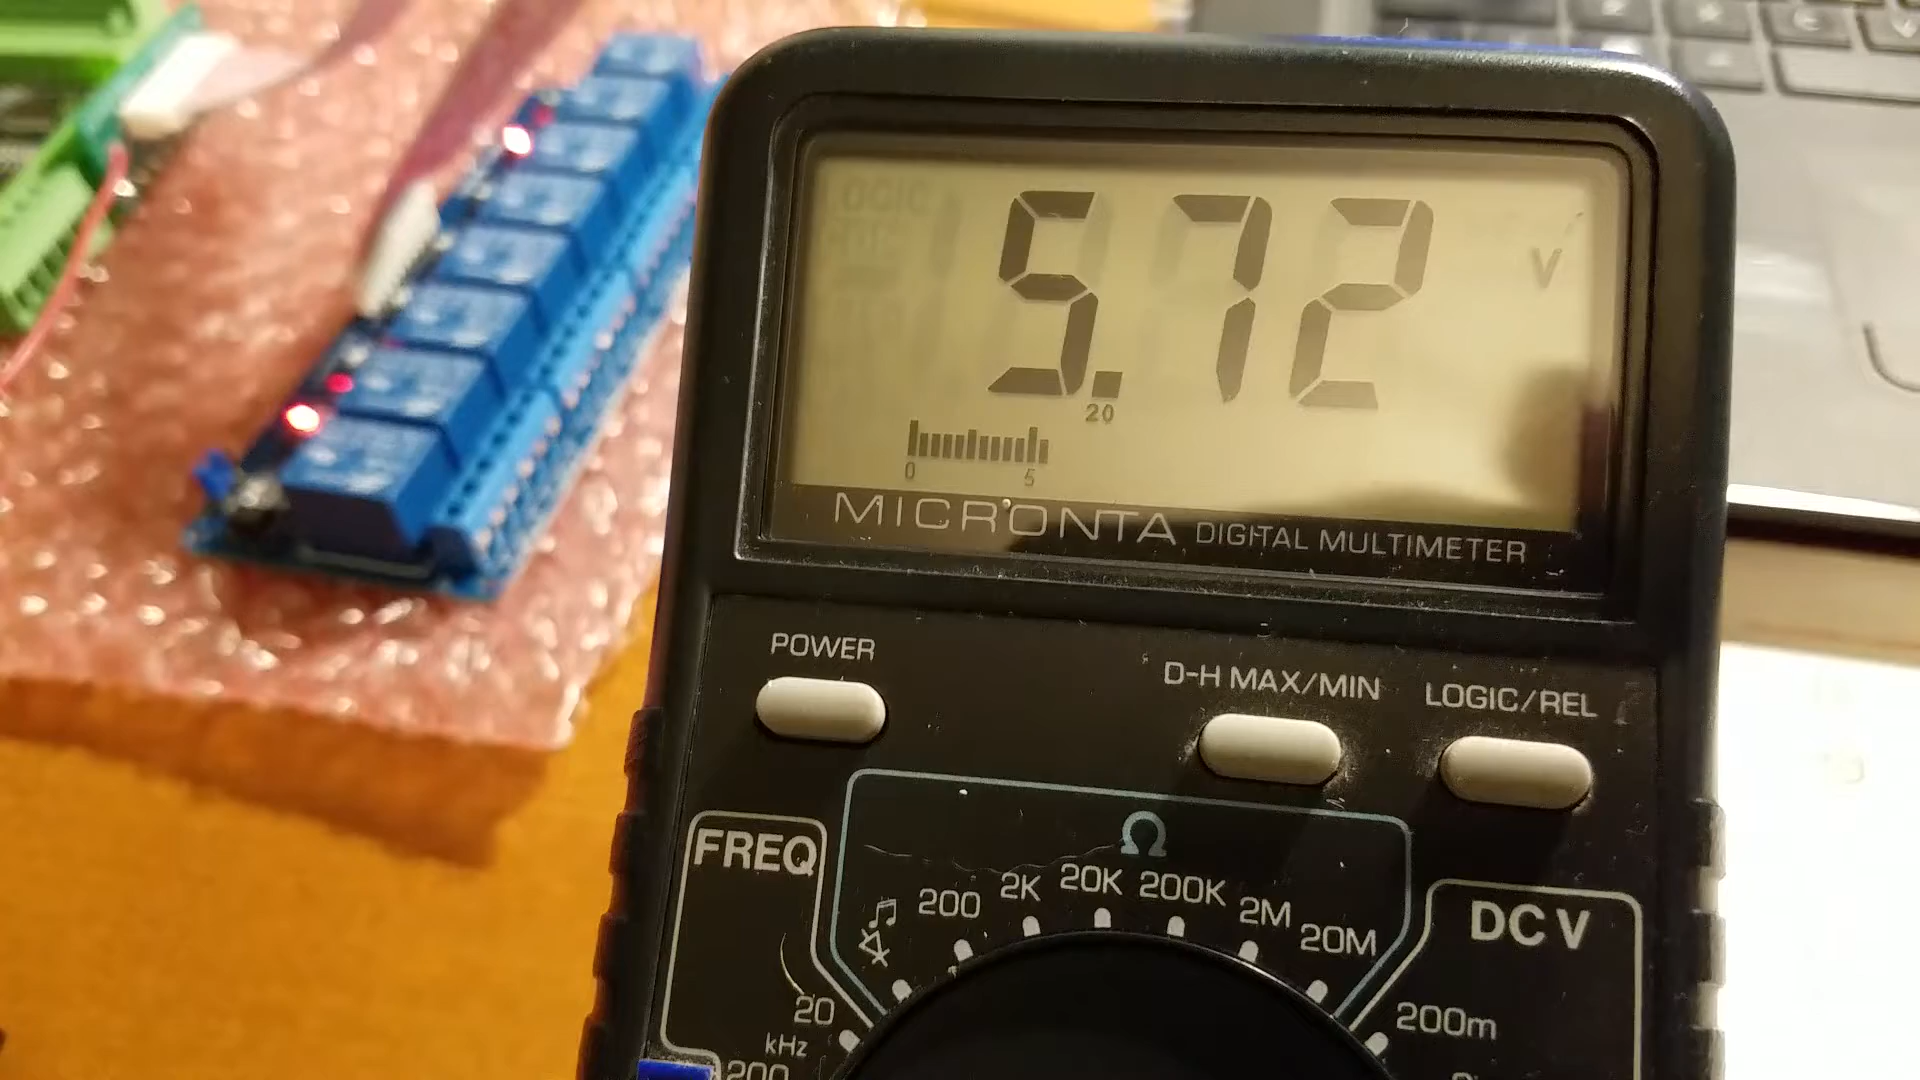 5.72 V
20
0 5
MICRONTA DIGITAL MULTIMETER
POWER
D-H MAX/MIN
LOGIC/REL
Ω
FREQ
200 2K 20K 200K 2M 20M
DC V
20
kHz
200
200m